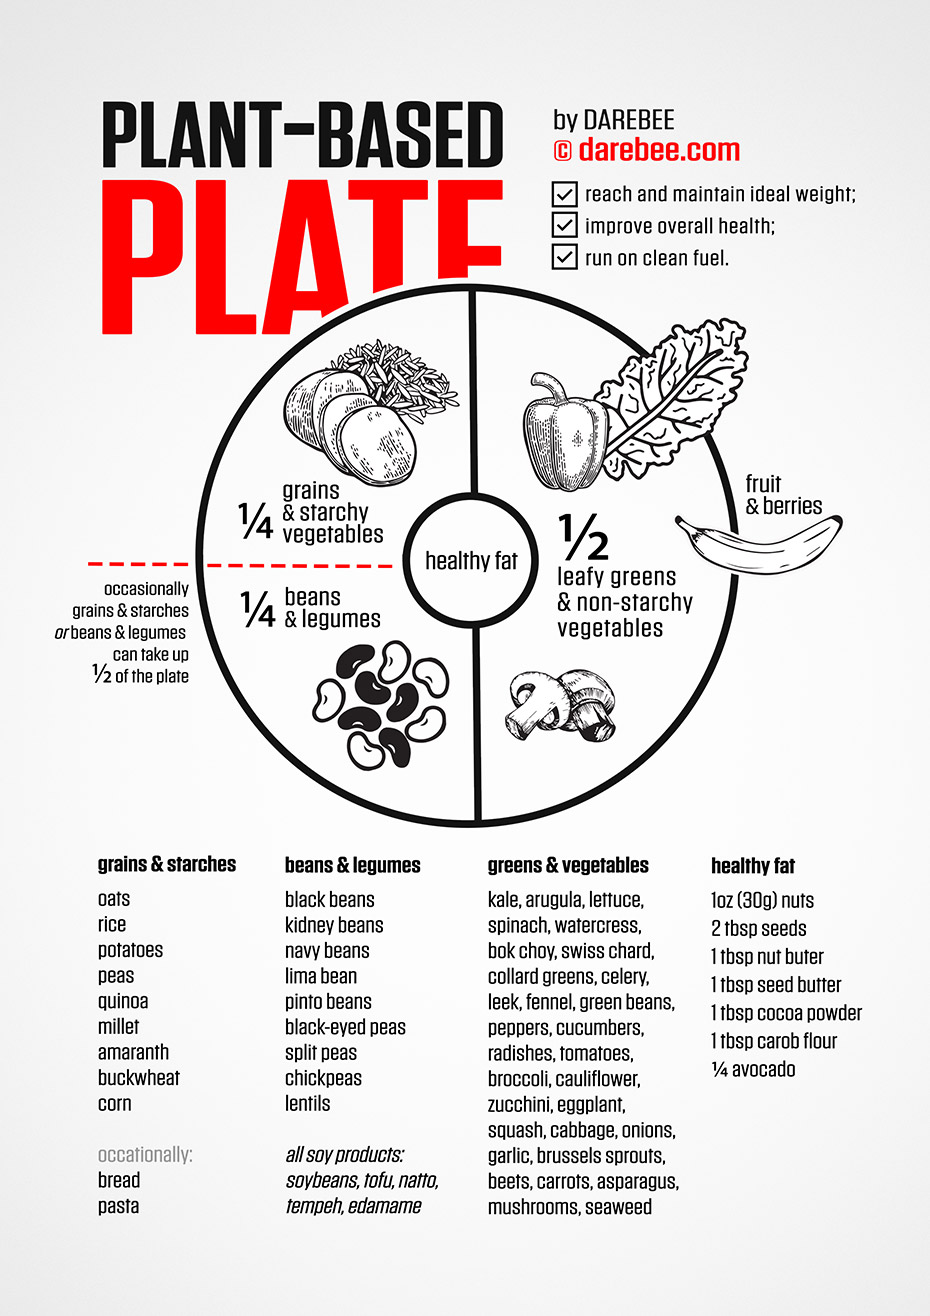 PLANT-BASED
PLATE
by DAREBEE
© darebee.com
reach and maintain ideal weight;
improve overall health;
run on clean fuel.
¼ grains
& starchy
vegetables
½
leafy greens
& non-starchy
vegetables
fruit
& berries
healthy fat
¼ beans
& legumes
occasionally
grains & starches
or beans & legumes
can take up
½ of the plate
grains & starches
oats
rice
potatoes
peas
quinoa
millet
amaranth
buckwheat
corn
occationally:
bread
pasta
beans & legumes
black beans
kidney beans
navy beans
lima bean
pinto beans
black-eyed peas
split peas
chickpeas
lentils
all soy products:
soybeans, tofu, natto,
tempeh, edamame
greens & vegetables
kale, arugula, lettuce,
spinach, watercress,
bok choy, swiss chard,
collard greens, celery,
leek, fennel, green beans,
peppers, cucumbers,
radishes, tomatoes,
broccoli, cauliflower,
zucchini, eggplant,
squash, cabbage, onions,
garlic, brussels sprouts,
beets, carrots, asparagus,
mushrooms, seaweed
healthy fat
1oz (30g) nuts
2 tbsp seeds
1 tbsp nut buter
1 tbsp seed butter
1 tbsp cocoa powder
1 tbsp carob flour
¼ avocado